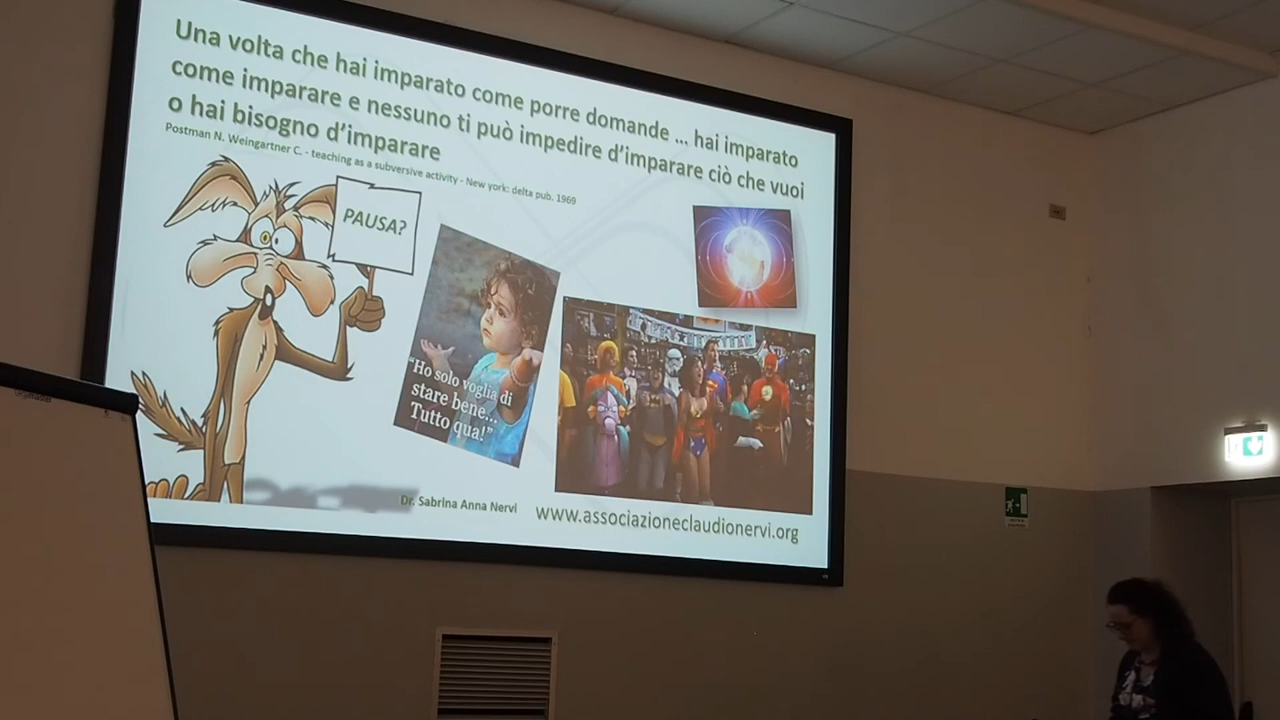 Una volta che hai imparato come porre domande ... hai imparato
come imparare e nessuno ti può impedire d'imparare ciò che vuoi
o hai bisogno d'imparare
Postman N. Weingartner C. - teaching as a subversive activity - New york: delta pub. 1969
PAUSA?
"Ho solo voglia di
stare bene...
Tutto qua!"
Dr. Sabrina Anna Nervi
www.associazioneclaudionervi.org